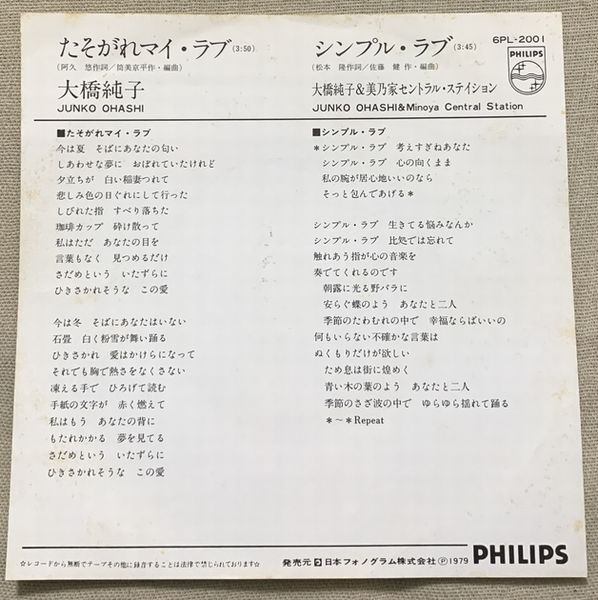 たそがれマイ・ラブ(3:50)
(阿久 悠作詞/筒美京平作・編曲)
大橋純子
JUNKO OHASHI
シンプル・ラブ(3:45)
(松本 隆作詞/佐藤 健作・編曲)
大橋純子&美乃家セントラル・ステイション
JUNKO OHASHI&Minoya Central Station
6PL-2001
PHILIPS
■たそがれマイ・ラブ
今は夏 そばにあなたの匂い
しあわせな夢に おぼれていたけれど
夕立ちが 白い稲妻つれて
悲しみ色の日ぐれにして行った
しびれた指 すべり落ちた
珈琲カップ 砕け散って
私はただ あなたの目を
言葉もなく 見つめるだけ
さだめという いたずらに
ひきさかれそうな この愛
今は冬 そばにあなたはいない
石畳 白く粉雪が舞い踊る
ひきさかれ 愛はかけらになって
それでも胸で熱さをなくさない
凍える手で ひろげて読む
手紙の文字が 赤く燃えて
私はもう あなたの背に
もたれかかる 夢を見てる
さだめという いたずらに
ひきさかれそうな この愛
■シンプル・ラブ
*シンプル・ラブ 考えすぎねあなた
シンプル・ラブ 心の向くまま
私の腕が居心地いいのなら
そっと包んであげる*
シンプル・ラブ 生きてる悩みなんか
シンプル・ラブ 比処では忘れて
触れあう指が心の音楽を
奏でてくれるのです
朝露に光る野バラに
安らぐ蝶のよう あなたと二人
季節のたわむれの中で 幸福ならばいいの
何もいらない不確かな言葉は
ぬくもりだけが欲しい
ため息は街に煌めく
青い木の葉のよう あなたと二人
季節のさざ波の中で ゆらゆら揺れて踊る
*~*Repeat
☆レコードから無断でテープその他に録音することは法律で禁じられております☆
発売元 日本フォノグラム株式会社 Ⓟ1979 PHILIPS